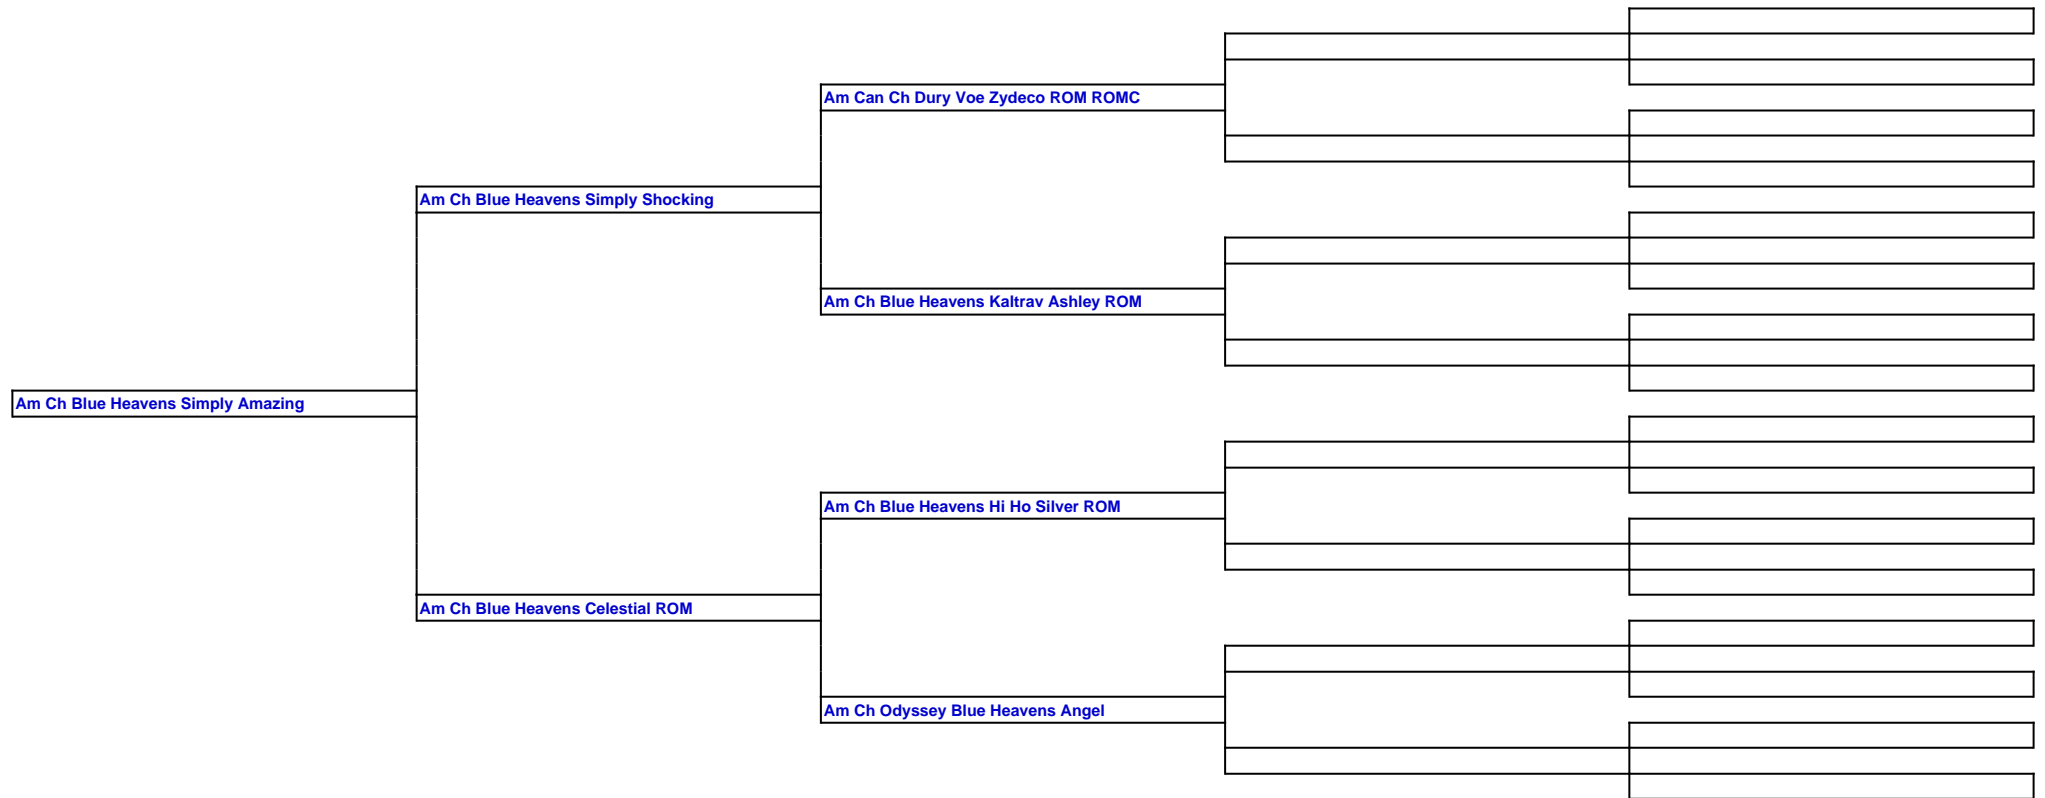 Am Can Ch Dury Voe Zydeco ROM ROMC
Am Ch Blue Heavens Simply Shocking
Am Ch Blue Heavens Kaltrav Ashley ROM
Am Ch Blue Heavens Simply Amazing
Am Ch Blue Heavens Hi Ho Silver ROM
Am Ch Blue Heavens Celestial ROM
Am Ch Odyssey Blue Heavens Angel